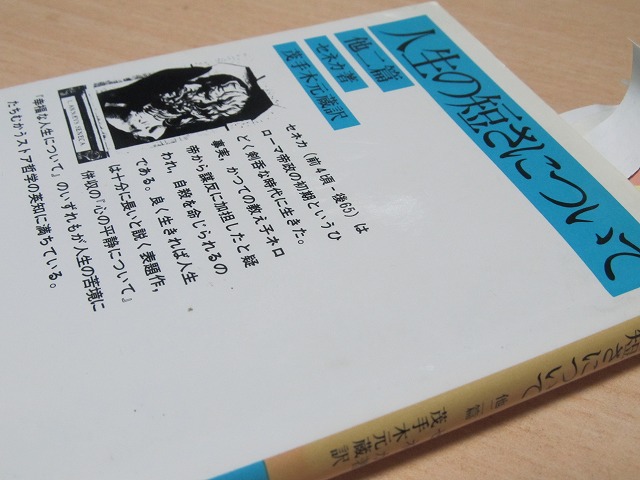 人生の短さについて
他二篇
セネカ著
茂手木元蔵訳
セネカ(前4頃-後65)は
ローマ帝政の初期というひ
どく剣呑な時代に生きた。
事実,かつての教え子ネロ
帝から謀反に加担したと疑
われ,自殺を命じられるの
である。良く生きれば人生
は十分に長いと説く表題作,
併収の『心の平静について』
『幸福な人生について』のいずれもが人生の苦境に
たちむかうストア哲学の英知に満ちている。
短さについて 他二篇
茂手木元蔵訳